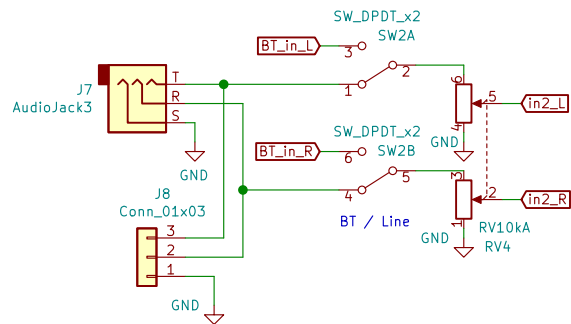 SW_DPDT_x2
SW2A
BT_in_L
3
2
1
J7
AudioJack3
T
R
S
GND
6
5
4
in2_L
GND
SW_DPDT_x2
SW2B
BT_in_R
6
5
4
BT / Line
3
2
1
in2_R
GND
RV10kA
RV4
J8
Conn_01x03
3
2
1
GND